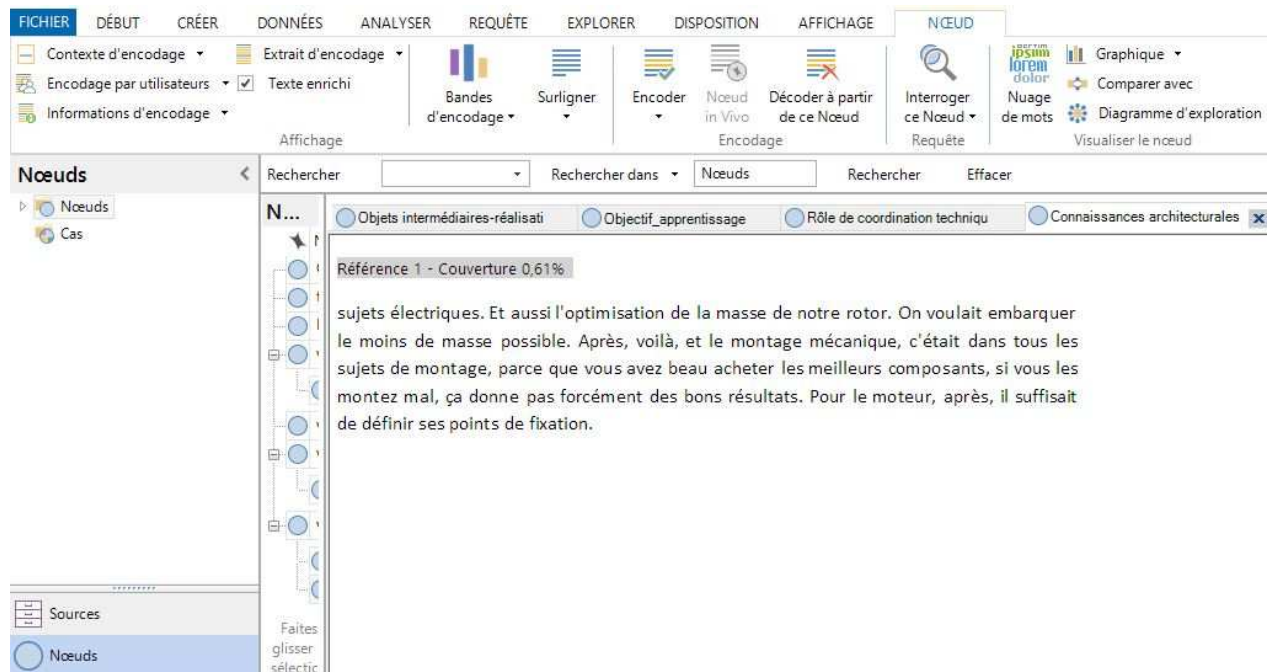 FICHIER DÉBUT CRÉER DONNÉES ANALYSER REQUÊTE EXPLORER DISPOSITION AFFICHAGE NŒUD
Contexte d'encodage
Encodage par utilisateurs
Informations d'encodage
Extrait d'encodage
Texte enrichi
Affichage
Bandes
d'encodage
Surligner
Encoder
Nœud
in Vivo
Décoder à partir
de ce Nœud
Encodage
Interroger
ce Nœud
Requête
Nuage
de mots
Graphique
Comparer avec
Diagramme d'exploration
Visualiser le nœud
ipsum
lorem
dolor
Nœuds
Nœuds
Cas
Rechercher Rechercher dans Nœuds Rechercher Effacer
N...
Objets intermédiaires-réalisati Objectif_apprentissage Rôle de coordination techniqu Connaissances architecturales
Référence 1 - Couverture 0,61%
sujets électriques. Et aussi l'optimisation de la masse de notre rotor. On voulait embarquer
le moins de masse possible. Après, voilà, et le montage mécanique, c'était dans tous les
sujets de montage, parce que vous avez beau acheter les meilleurs composants, si vous les
montez mal, ça donne pas forcément des bons résultats. Pour le moteur, après, il suffisait
de définir ses points de fixation.
Sources
Nœuds
Faites
glisser
sélectic